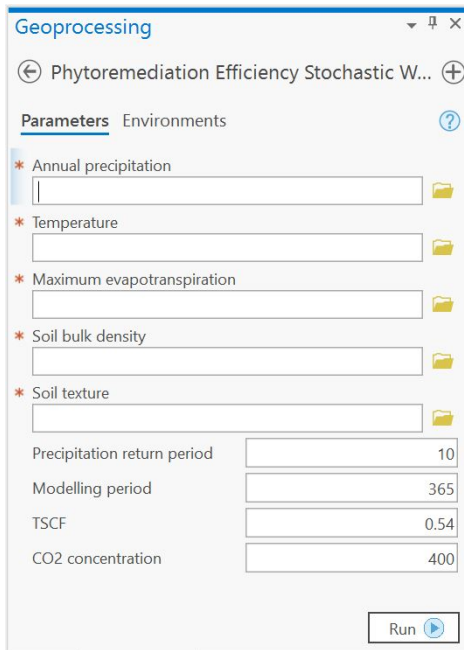 Geoprocessing
Phytoremediation Efficiency Stochastic W...
Parameters Environments
* Annual precipitation
* Temperature
* Maximum evapotranspiration
* Soil bulk density
* Soil texture
Precipitation return period 10
Modelling period 365
TSCF 0.54
CO2 concentration 400
Run